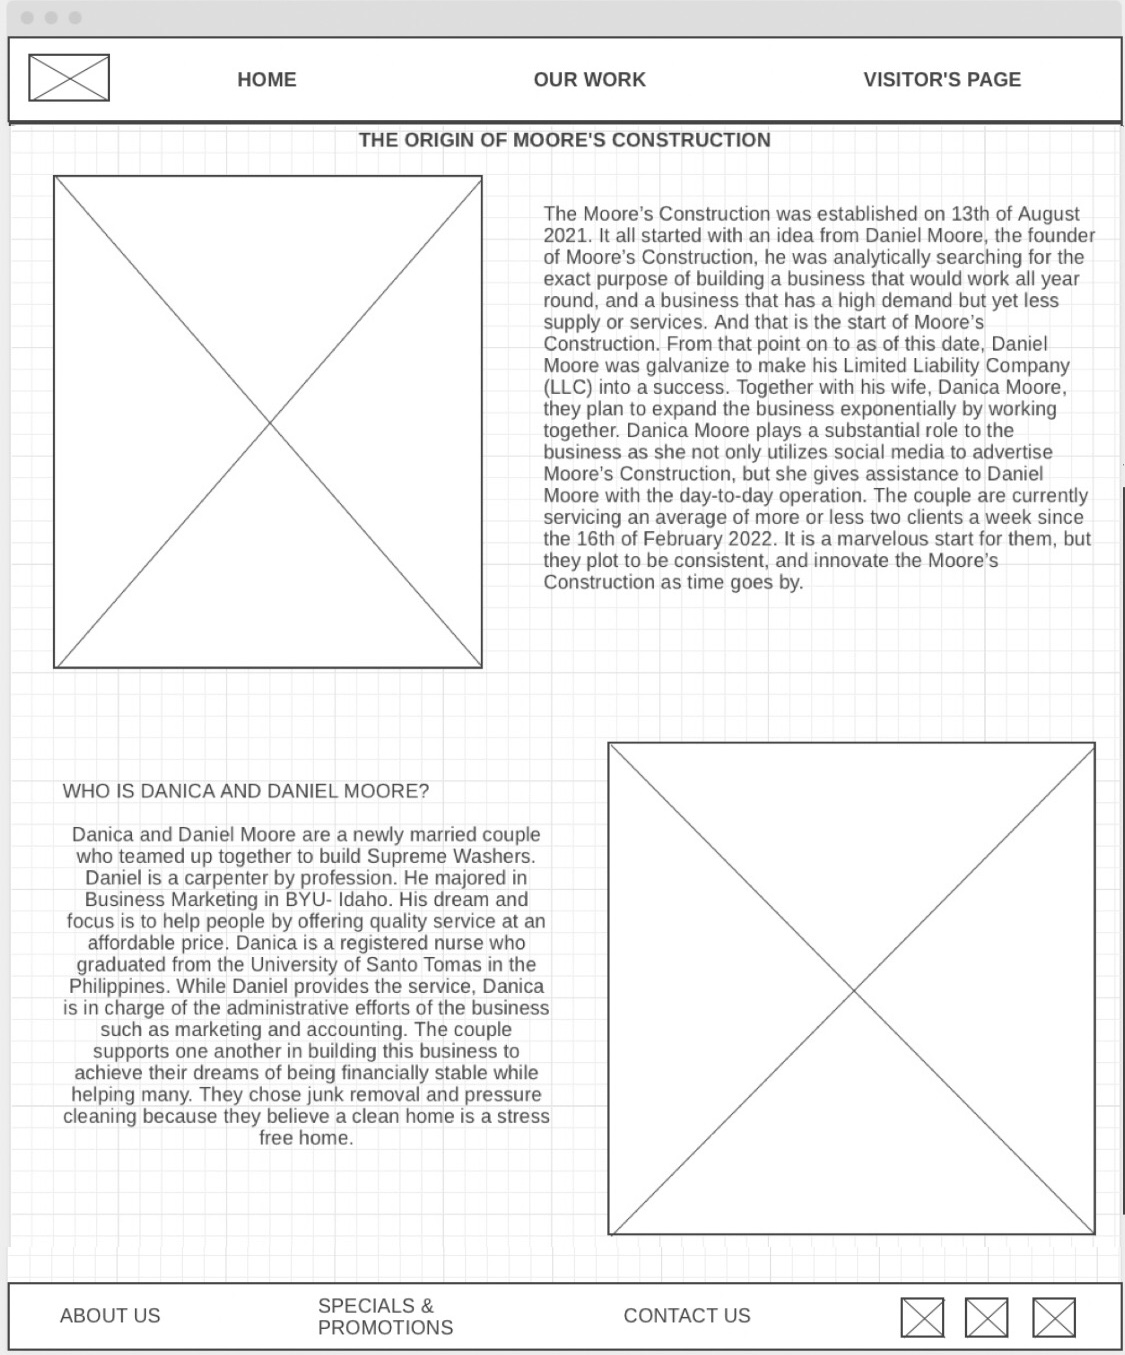 HOME
OUR WORK
VISITOR'S PAGE
THE ORIGIN OF MOORE'S CONSTRUCTION
The Moore’s Construction was established on 13th of August
2021. It all started with an idea from Daniel Moore, the founder
of Moore’s Construction, he was analytically searching for the
exact purpose of building a business that would work all year
round, and a business that has a high demand but yet less
supply or services. And that is the start of Moore’s
Construction. From that point on to as of this date, Daniel
Moore was galvanize to make his Limited Liability Company
(LLC) into a success. Together with his wife, Danica Moore,
they plan to expand the business exponentially by working
together. Danica Moore plays a substantial role to the
business as she not only utilizes social media to advertise
Moore’s Construction, but she gives assistance to Daniel
Moore with the day-to-day operation. The couple are currently
servicing an average of more or less two clients a week since
the 16th of February 2022. It is a marvelous start for them, but
they plot to be consistent, and innovate the Moore’s
Construction as time goes by.
WHO IS DANICA AND DANIEL MOORE?
Danica and Daniel Moore are a newly married couple
who teamed up together to build Supreme Washers.
Daniel is a carpenter by profession. He majored in
Business Marketing in BYU- Idaho. His dream and
focus is to help people by offering quality service at an
affordable price. Danica is a registered nurse who
graduated from the University of Santo Tomas in the
Philippines. While Daniel provides the service, Danica
is in charge of the administrative efforts of the business
such as marketing and accounting. The couple
supports one another in building this business to
achieve their dreams of being financially stable while
helping many. They chose junk removal and pressure
cleaning because they believe a clean home is a stress
free home.
ABOUT US
SPECIALS &
PROMOTIONS
CONTACT US